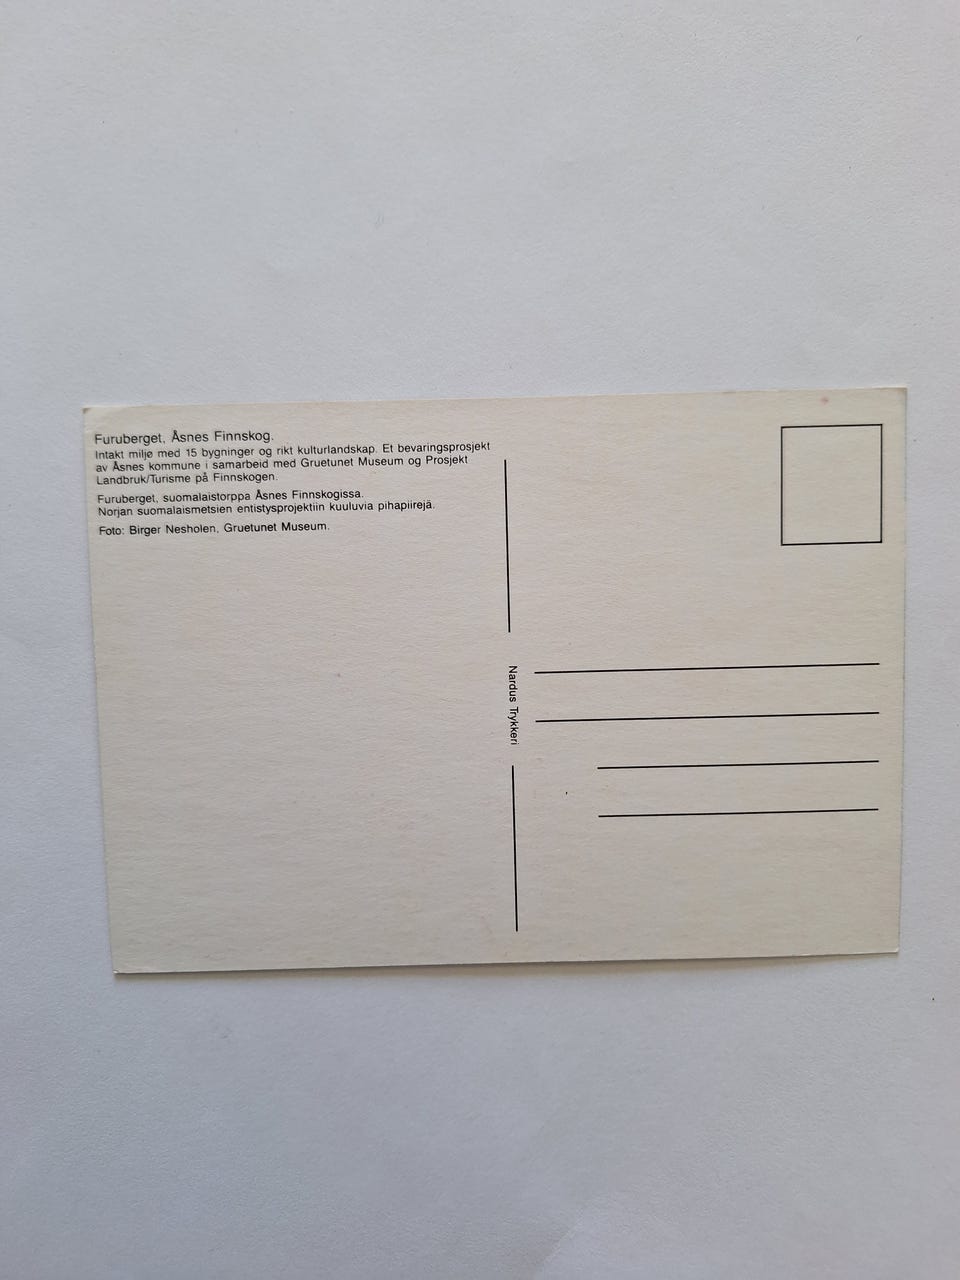 Furuberget, Åsnes Finnskog.
Intakt miljø med 15 bygninger og rikt kulturlandskap. Et bevaringsprosjekt
av Åsnes kommune i samarbeid med Gruetunet Museum og Prosjekt
Landbruk/Turisme på Finnskogen.
Furuberget, suomalaistorppa Åsnes Finnskogissa.
Norjan suomalaismetsien entistysprojektiin kuuluvia pihapiirejä.
Foto: Birger Nesholen, Gruetunet Museum.
Nardus Trykkeri